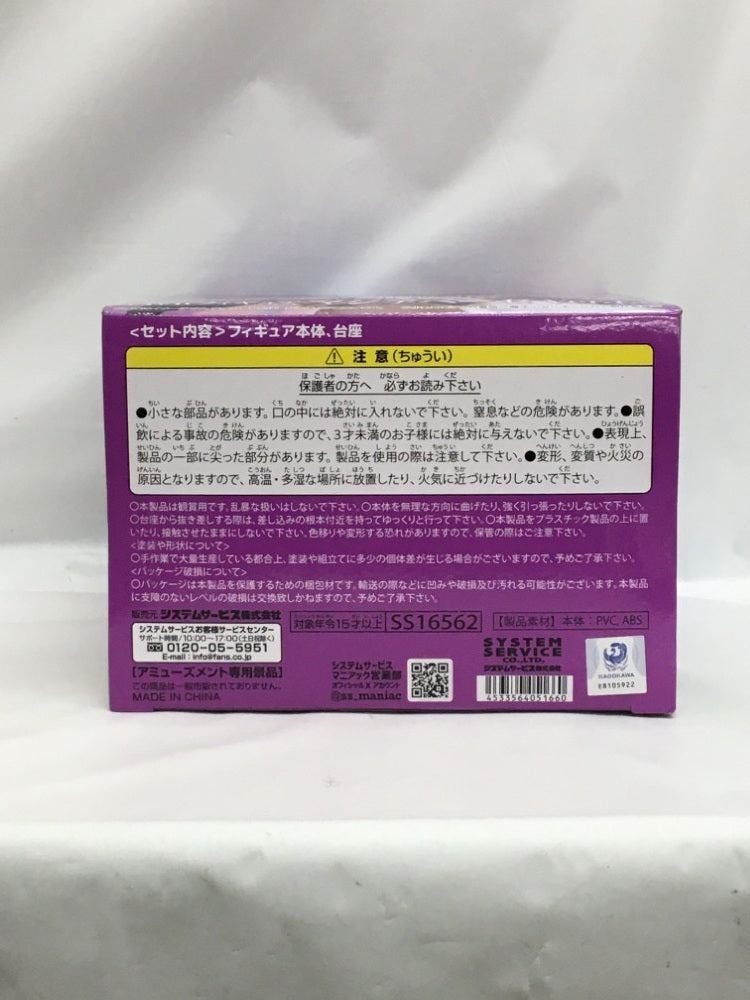 <セット内容>フィギュア本体、台座
⚠ 注意(ちゅうい)
保護者の方へ 必ずお読み下さい
●小さな部品があります。口の中には絶対に入れないで下さい。窒息などの危険があります。●誤
飲による事故の危険がありますので、3才未満のお子様には絶対に与えないで下さい。●表現上、
製品の一部に尖った部分があります。製品を使用の際は注意して下さい。●変形、変質や火災の
原因となりますので、高温・多湿な場所に放置したり、火気に近づけたりしないで下さい。
○本製品は観賞用です。乱暴な扱いはしないで下さい。○本体を無理な方向に曲げたり、強く引っ張ったりしないで下さい。
○台座から抜き差しする際は、差し込みの根本付近を持ってゆっくりと行って下さい。○本製品をプラスチック製品の上に置
いたり、接触させたままにしないで下さい。色移りや変形する恐れがありますので、保管の際はご注意下さい。
<塗装や形状について>
○手作業で大量生産している都合上、塗装や組立てに多少の個体差が生じる場合がございますので、予めご了承下さい。
<パッケージ破損について>
○パッケージは本製品を保護するための梱包材です。輸送の際などに凹みや破損及び汚れる可能性がございます。本製品
に支障のないレベルの破損は交換致しかねますので、予めご了承下さい。
販売元 システムサービス株式会社
対象年令15才以上 SS16562 【製品素材】本体:PVC, ABS
システムサービスお客様サービスセンター
サポート時間/10:00〜17:00(土日祝除く)
0120-05-5951
E-mail:info@fans.co.jp
【アミューズメント専用景品】
この商品は一般市販されておりません。
MADE IN CHINA
システムサービス
マニアック営業部
オフィシャル X アカウント
@ss_maniac
SYSTEM
SERVICE
CO.,LTD.
システムサービス株式会社
4533564051660
KADOKAWA
E8105922